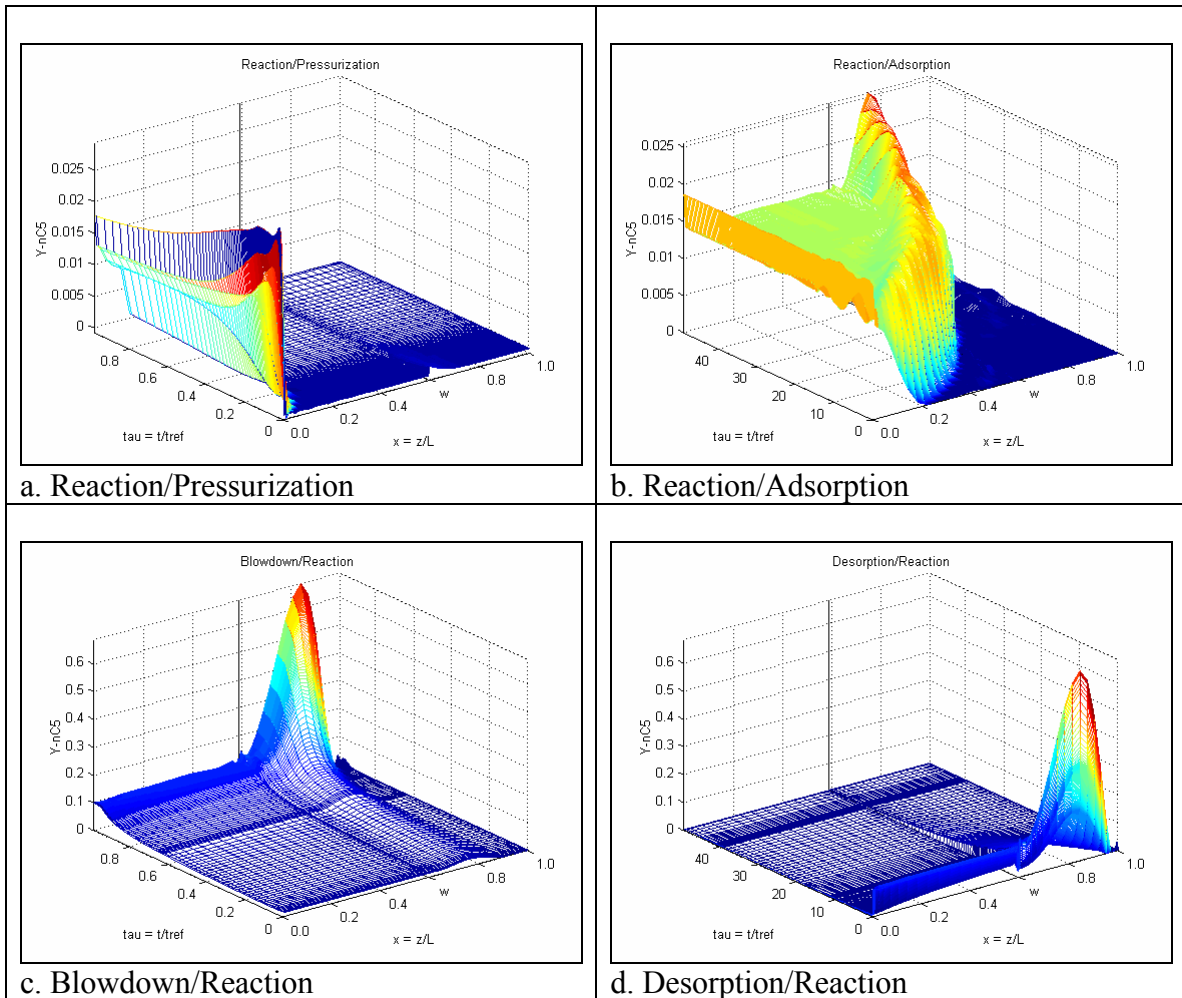 Reaction/Pressurization
0.025
0.02
0.015
0.01
0.005
0
Y-nC5
0.8
0.6
0.4
0.2
0
tau = t/tref
0.0
0.2
0.4
w
0.8
1.0
x = z/L
a. Reaction/Pressurization
Reaction/Adsorption
0.025
0.02
0.015
0.01
0.005
0
Y-nC5
40
30
20
10
0
tau = t/tref
0.0
0.2
0.4
w
0.8
1.0
x = z/L
b. Reaction/Adsorption
Blowdown/Reaction
0.6
0.5
0.4
0.3
0.2
0.1
0
Y-nC5
0.8
0.6
0.4
0.2
0
tau = t/tref
0.0
0.2
0.4
w
0.8
1.0
x = z/L
c. Blowdown/Reaction
Desorption/Reaction
0.6
0.5
0.4
0.3
0.2
0.1
0
Y-nC5
40
30
20
10
0
tau = t/tref
0.0
0.2
0.4
w
0.8
1.0
x = z/L
d. Desorption/Reaction